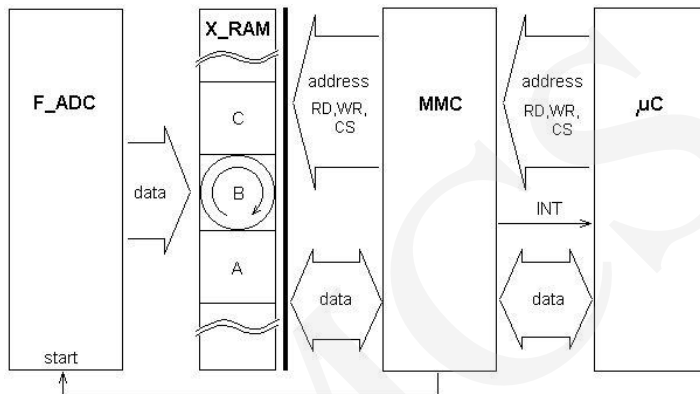 F_ADC
data
start
X_RAM
C
B
A
address
RD,WR,
CS
data
MMC
address
RD,WR,
CS
INT
data
µC